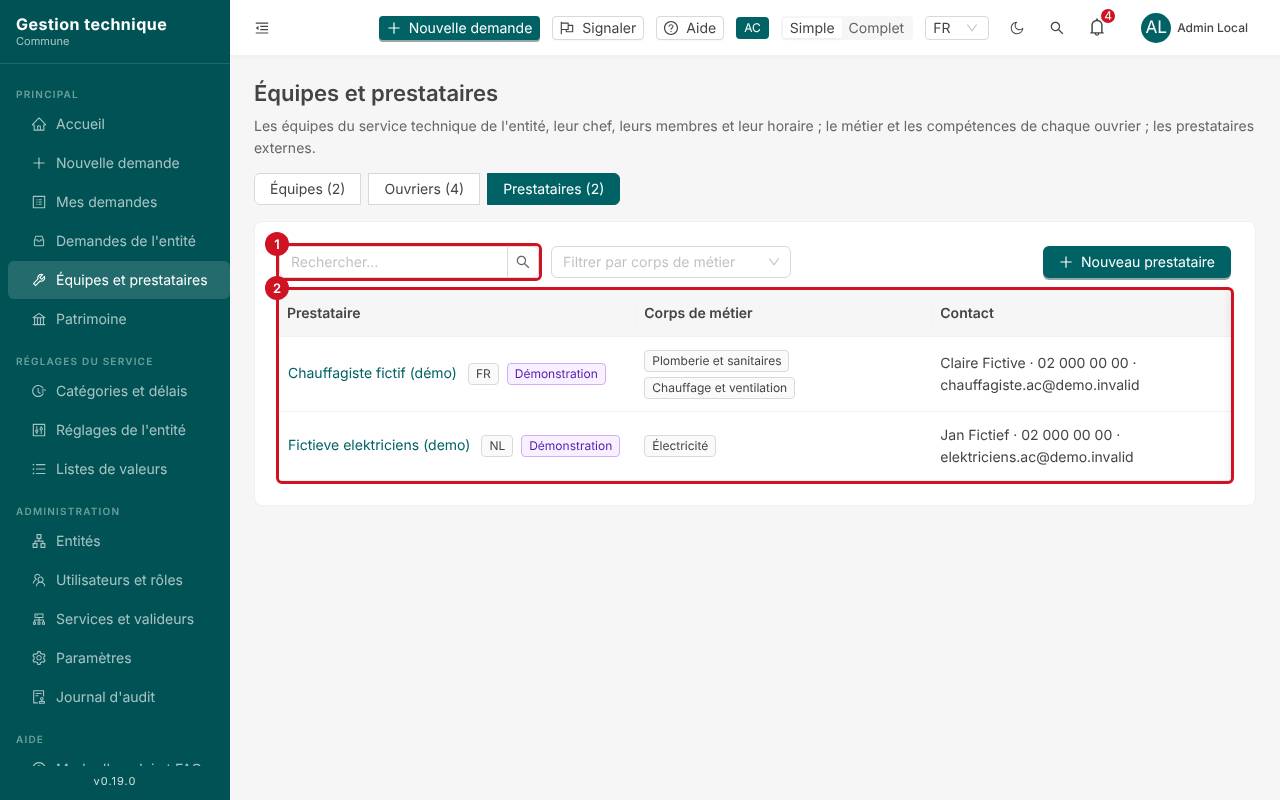 Gestion technique
Commune
PRINCIPAL
Accueil
Nouvelle demande
Mes demandes
Demandes de l'entité
Équipes et prestataires
Patrimoine
RÉGLAGES DU SERVICE
Catégories et délais
Réglages de l'entité
Listes de valeurs
ADMINISTRATION
Entités
Utilisateurs et rôles
Services et valideurs
Paramètres
Journal d'audit
AIDE
v0.19.0
Nouvelle demande
Signaler
Aide
AC
Simple
Complet
FR
4
AL
Admin Local
Équipes et prestataires
Les équipes du service technique de l'entité, leur chef, leurs membres et leur horaire ; le métier et les compétences de chaque ouvrier ; les prestataires
externes.
Équipes (2)
Ouvriers (4)
Prestataires (2)
1
Rechercher...
Filtrer par corps de métier
Nouveau prestataire
2
Prestataire
Corps de métier
Contact
Chauffagiste fictif (démo)
FR
Démonstration
Plomberie et sanitaires
Chauffage et ventilation
Claire Fictive · 02 000 00 00 ·
chauffagiste.ac@demo.invalid
Fictieve elektriciens (demo)
NL
Démonstration
Électricité
Jan Fictief · 02 000 00 00 ·
elektriciens.ac@demo.invalid